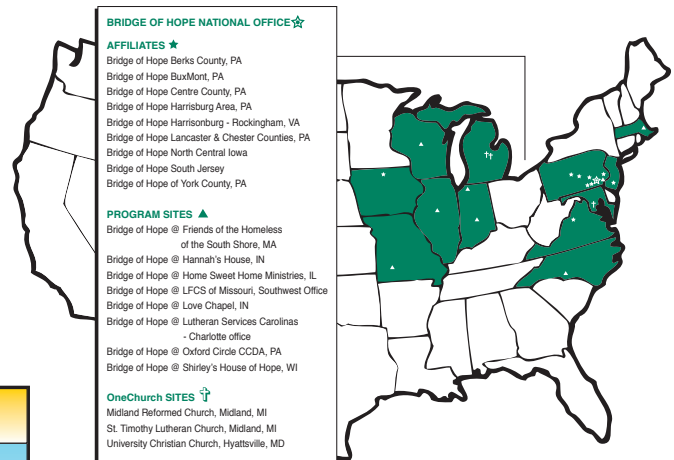 BRIDGE OF HOPE NATIONAL OFFICE
AFFILIATES
Bridge of Hope Berks County, PA
Bridge of Hope BuxMont, PA
Bridge of Hope Centre County, PA
Bridge of Hope Harrisburg Area, PA
Bridge of Hope Harrisonburg - Rockingham, VA
Bridge of Hope Lancaster & Chester Counties, PA
Bridge of Hope North Central Iowa
Bridge of Hope South Jersey
Bridge of Hope of York County, PA
PROGRAM SITES
Bridge of Hope @ Friends of the Homeless
of the South Shore, MA
Bridge of Hope @ Hannah's House, IN
Bridge of Hope @ Home Sweet Home Ministries, IL
Bridge of Hope @ LFCS of Missouri, Southwest Office
Bridge of Hope @ Love Chapel, IN
Bridge of Hope @ Lutheran Services Carolinas
- Charlotte office
Bridge of Hope @ Oxford Circle CCDA, PA
Bridge of Hope @ Shirley's House of Hope, WI
OneChurch SITES
Midland Reformed Church, Midland, MI
St. Timothy Lutheran Church, Midland, MI
University Christian Church, Hyattsville, MD